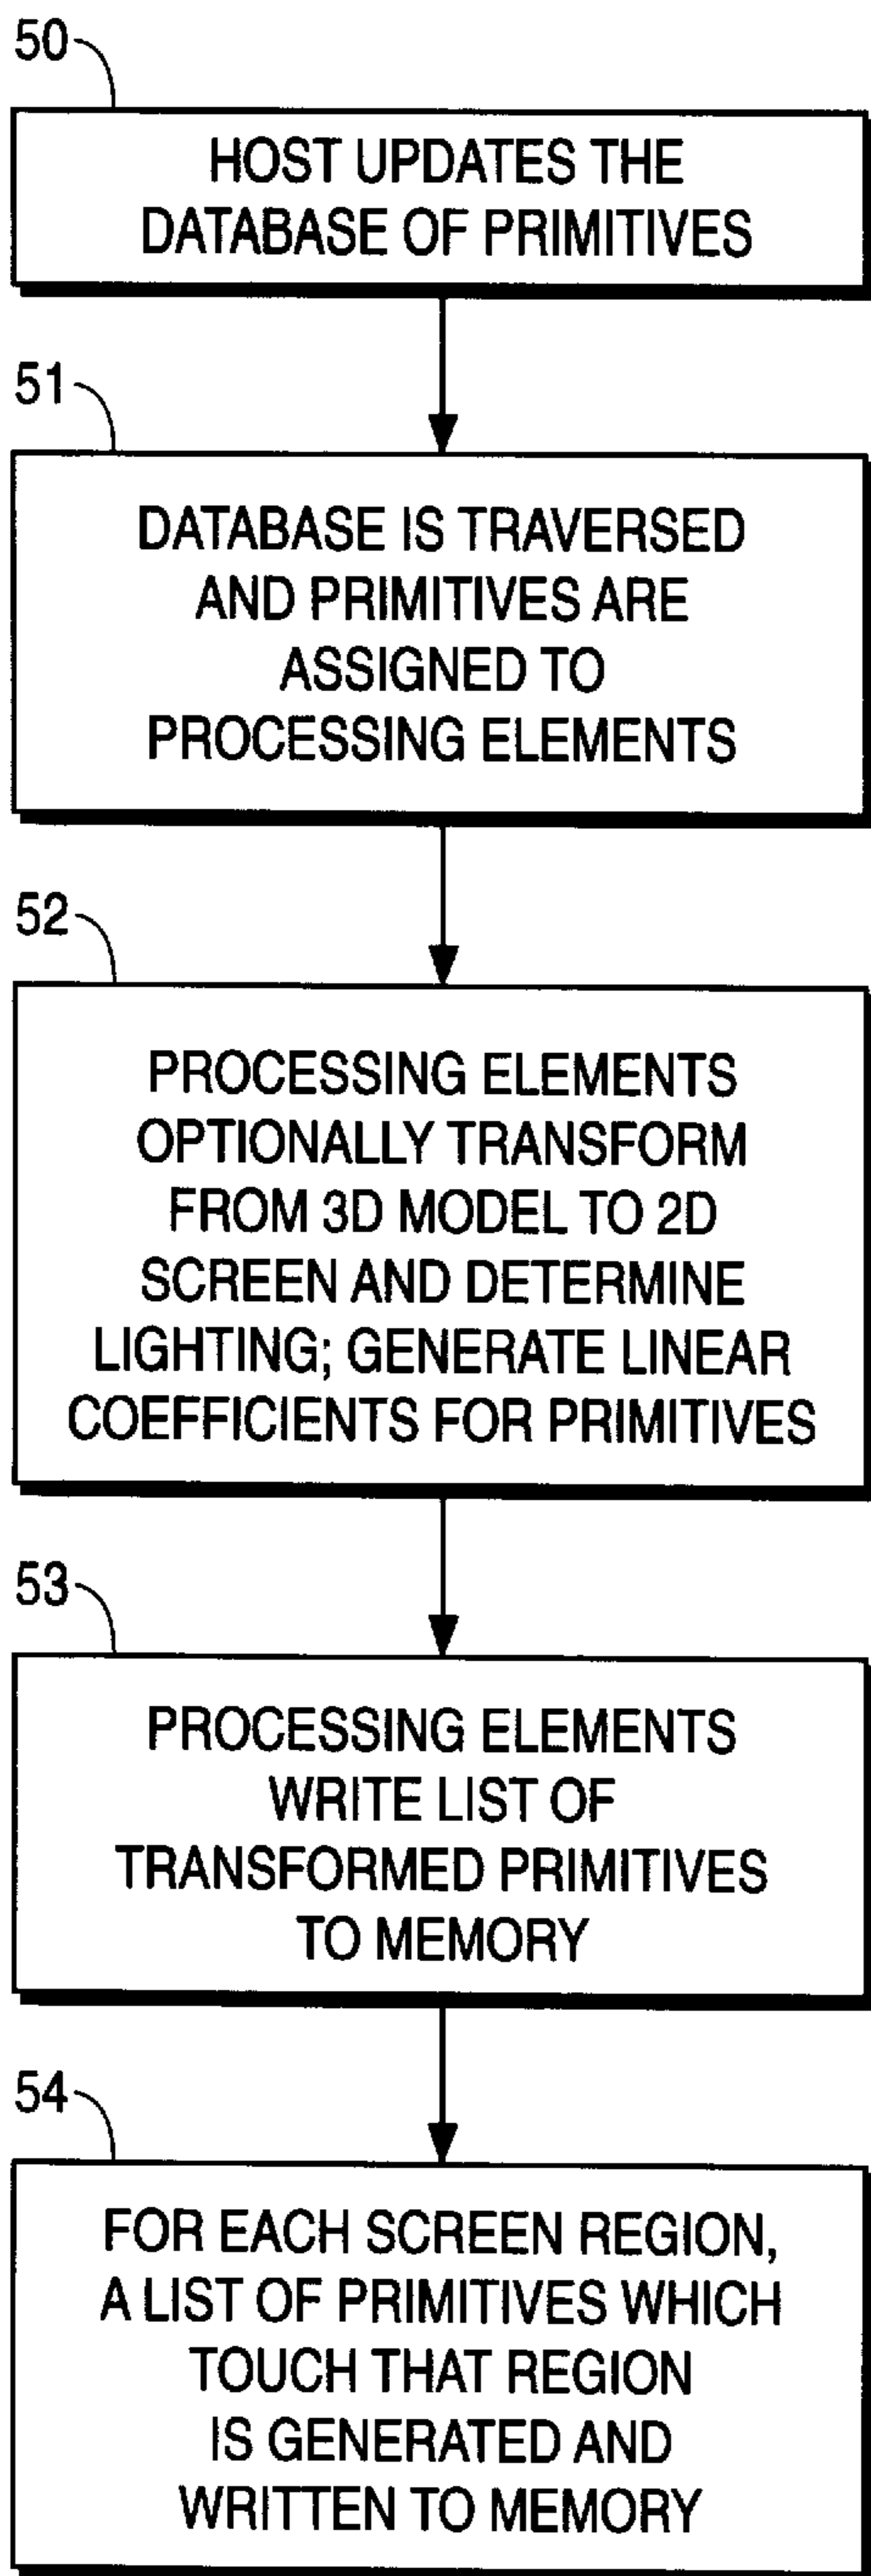 50
HOST UPDATES THE
DATABASE OF PRIMITIVES
51
DATABASE IS TRAVERSED
AND PRIMITIVES ARE
ASSIGNED TO
PROCESSING ELEMENTS
52
PROCESSING ELEMENTS
OPTIONALLY TRANSFORM
FROM 3D MODEL TO 2D
SCREEN AND DETERMINE
LIGHTING; GENERATE LINEAR
COEFFICIENTS FOR PRIMITIVES
53
PROCESSING ELEMENTS
WRITE LIST OF
TRANSFORMED PRIMITIVES
TO MEMORY
54
FOR EACH SCREEN REGION,
A LIST OF PRIMITIVES WHICH
TOUCH THAT REGION
IS GENERATED AND
WRITTEN TO MEMORY